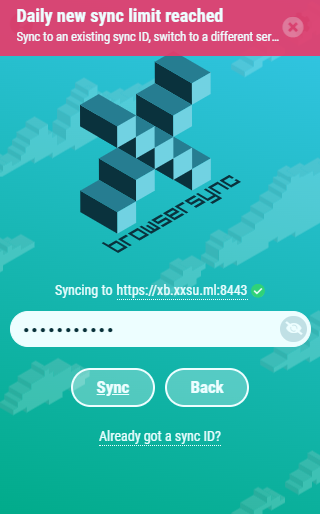 Daily new sync limit reached
Sync to an existing sync ID, switch to a different ser...
browsersync
Syncing to https://xb.xxsu.ml:8443
•••••••••••
Sync
Back
Already got a sync ID?